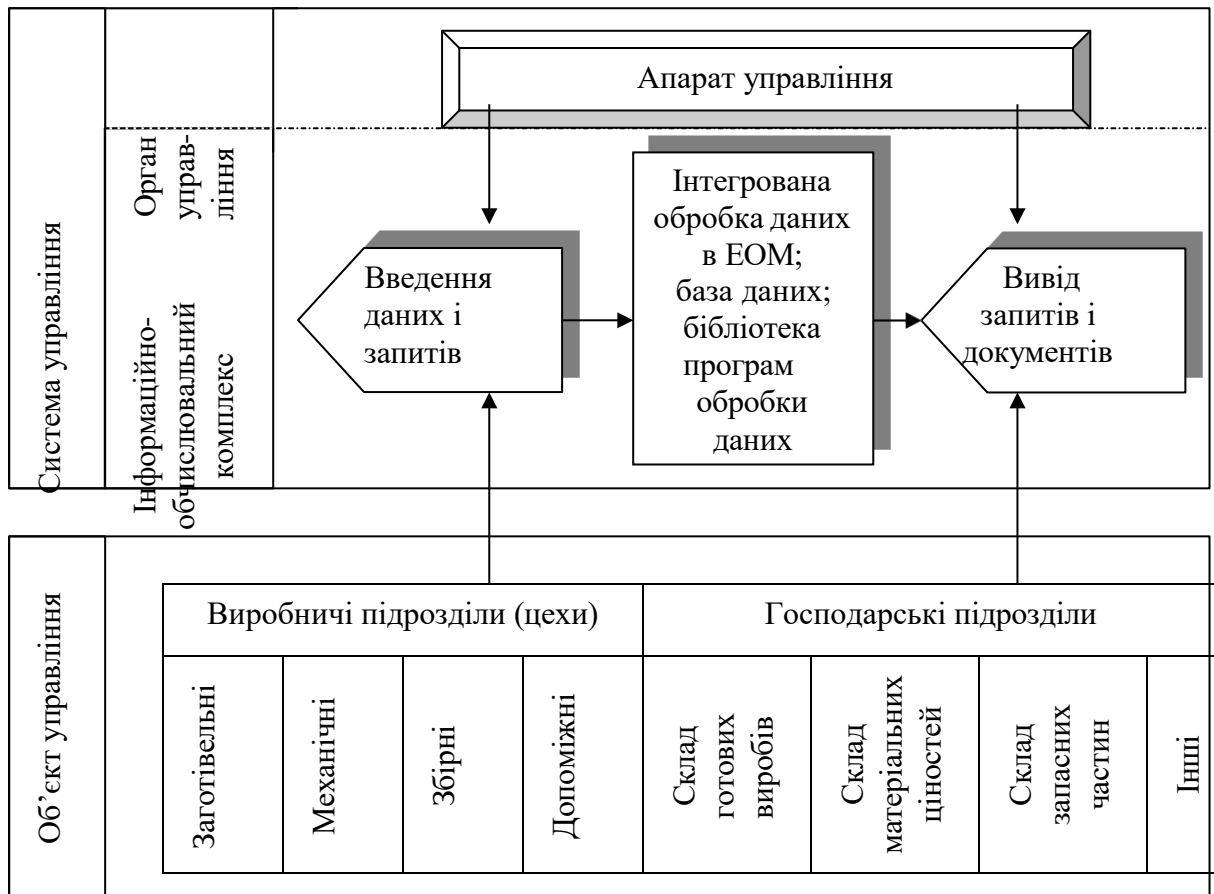 Система управління
Орган
управ-
ління
Інформаційно-
обчислювальний
комплекс
Апарат управління
Введення
даних і
запитів
Інтегрована
обробка даних
в ЕОМ;
база даних;
бібліотека
програм
обробки
даних
Вивід
запитів і
документів
Об’єкт управління
Виробничі підрозділи (цехи)
Господарські підрозділи
Заготівельні
Механічні
Збірні
Допоміжні
Склад
готових
виробів
Склад
матеріальних
ціностей
Склад
запасних
частин
Інші